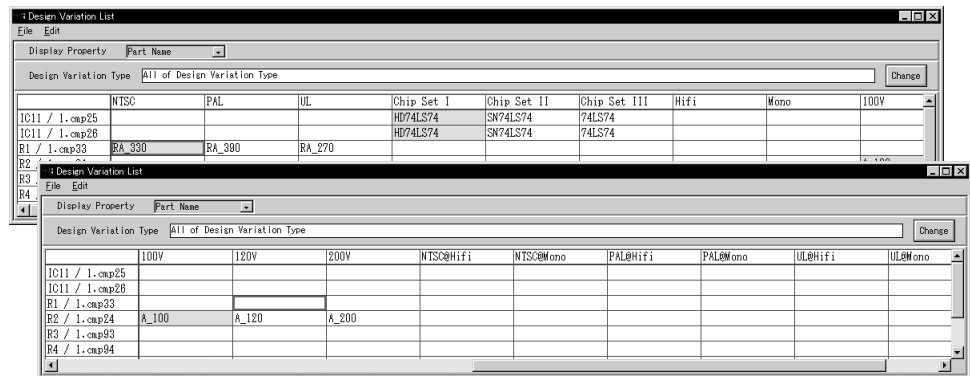 Design Variation List
File Edit
Display Property Part Name
Design Variation Type All of Design Variation Type Change
NTSC PAL UL Chip Set I Chip Set II Chip Set III Hifi Mono 100V
IC11 / 1.cmp25 HD74LS74 SN74LS74 74LS74
IC11 / 1.cmp26 HD74LS74 SN74LS74 74LS74
R1 / 1.cmp33 RA_330 RA_390 RA_270
R2
R3
R4
Design Variation List
File Edit
Display Property Part Name
Design Variation Type All of Design Variation Type Change
100V 120V 200V NTSC@Hifi NTSC@Mono PAL@Hifi PAL@Mono UL@Hifi UL@Mono
IC11 / 1.cmp25
IC11 / 1.cmp26
R1 / 1.cmp33
R2 / 1.cmp24 A_100 A_120 A_200
R3 / 1.cmp93
R4 / 1.cmp94